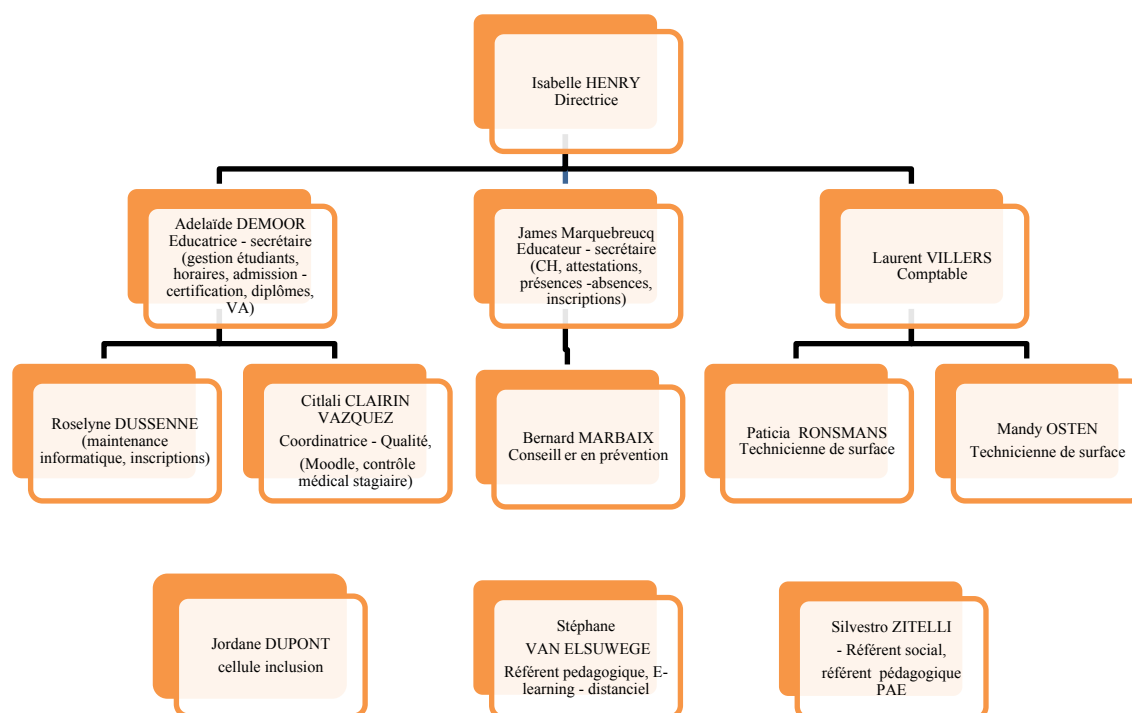 Isabelle HENRY
Directrice
Adelaïde DEMOOR
Educatrice - secrétaire
(gestion étudiants,
horaires, admission -
certification, diplômes,
VA)
James Marquebreucq
Educateur - secrétaire
(CH, attestations,
présences -absences,
inscriptions)
Laurent VILLERS
Comptable
Roselyne DUSSENNE
(maintenance
informatique, inscriptions)
Citlali CLAIRIN
VAZQUEZ
Coordinatrice - Qualité,
(Moodle, contrôle
médical stagiaire)
Bernard MARBAIX
Conseill er en prévention
Paticia RONSMANS
Technicienne de surface
Mandy OSTEN
Technicienne de surface
Jordane DUPONT
cellule inclusion
Stéphane
VAN ELSUWEGE
Référent pedagogique, E-
learning - distanciel
Silvestro ZITELLI
- Référent social,
référent pédagogique
PAE